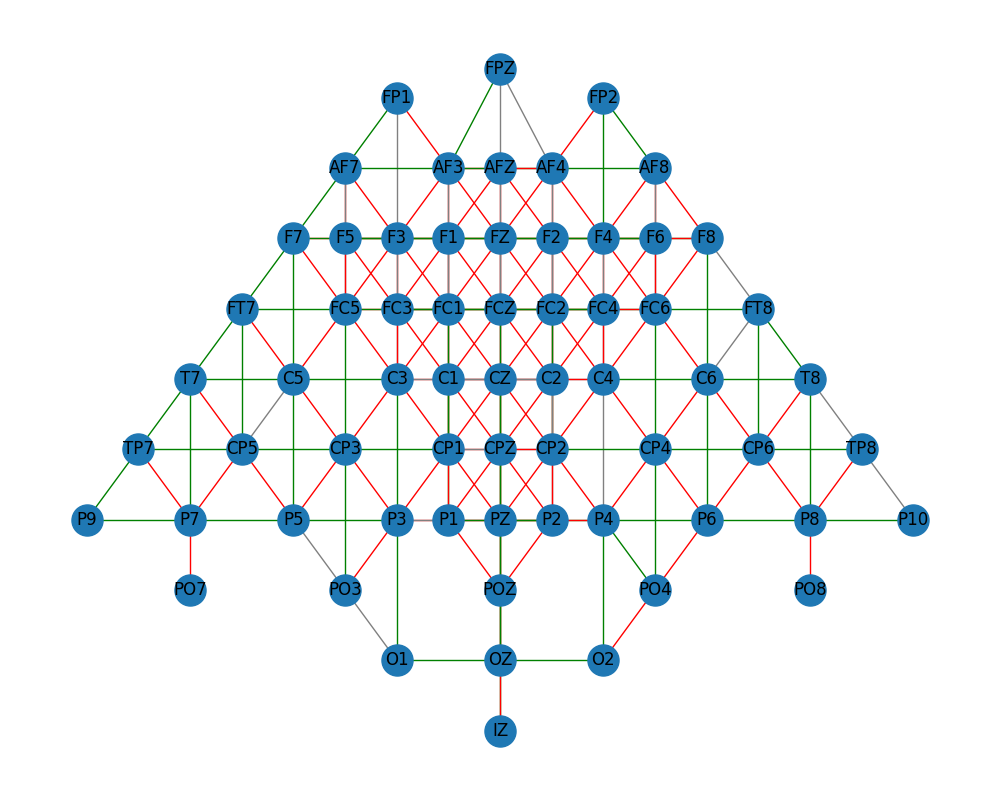 FPZ
FP1 FP2
AF7 AF3 AFZ AF4 AF8
F7 F5 F3 F1 FZ F2 F4 F6 F8
FT7 FC5 FC3 FC1 FCZ FC2 FC4 FC6 FT8
T7 C5 C3 C1 CZ C2 C4 C6 T8
TP7 CP5 CP3 CP1 CPZ CP2 CP4 CP6 TP8
P9 P7 P5 P3 P1 PZ P2 P4 P6 P8 P10
PO7 PO3 POZ PO4 PO8
O1 OZ O2
IZ